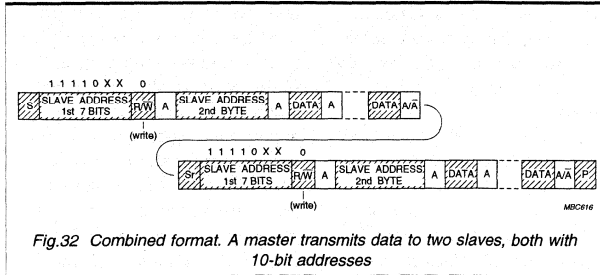 1 1 1 1 0 X X 0
S SLAVE ADDRESS 1st 7 BITS R/W̅ A SLAVE ADDRESS 2nd BYTE A DATA A DATA A/A̅
(write)
1 1 1 1 0 X X 0
Sr SLAVE ADDRESS 1st 7 BITS R/W̅ A SLAVE ADDRESS 2nd BYTE A DATA A DATA A/A̅ P
(write)
MBC616
Fig.32 Combined format. A master transmits data to two slaves, both with
10-bit addresses